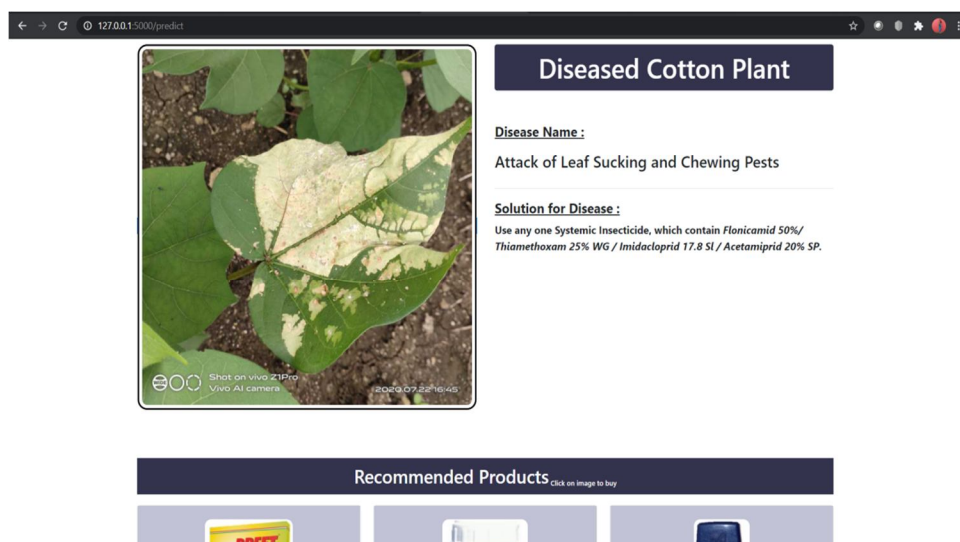 127.0.0.1:5000/predict
Diseased Cotton Plant
Disease Name :
Attack of Leaf Sucking and Chewing Pests
Solution for Disease :
Use any one Systemic Insecticide, which contain Flonicamid 50%/
Thiamethoxam 25% WG / Imidacloprid 17.8 Sl / Acetamiprid 20% SP.
Shot on vivo Z1Pro
Vivo AI camera
2020.07.22 16:45
Recommended Products Click on image to buy